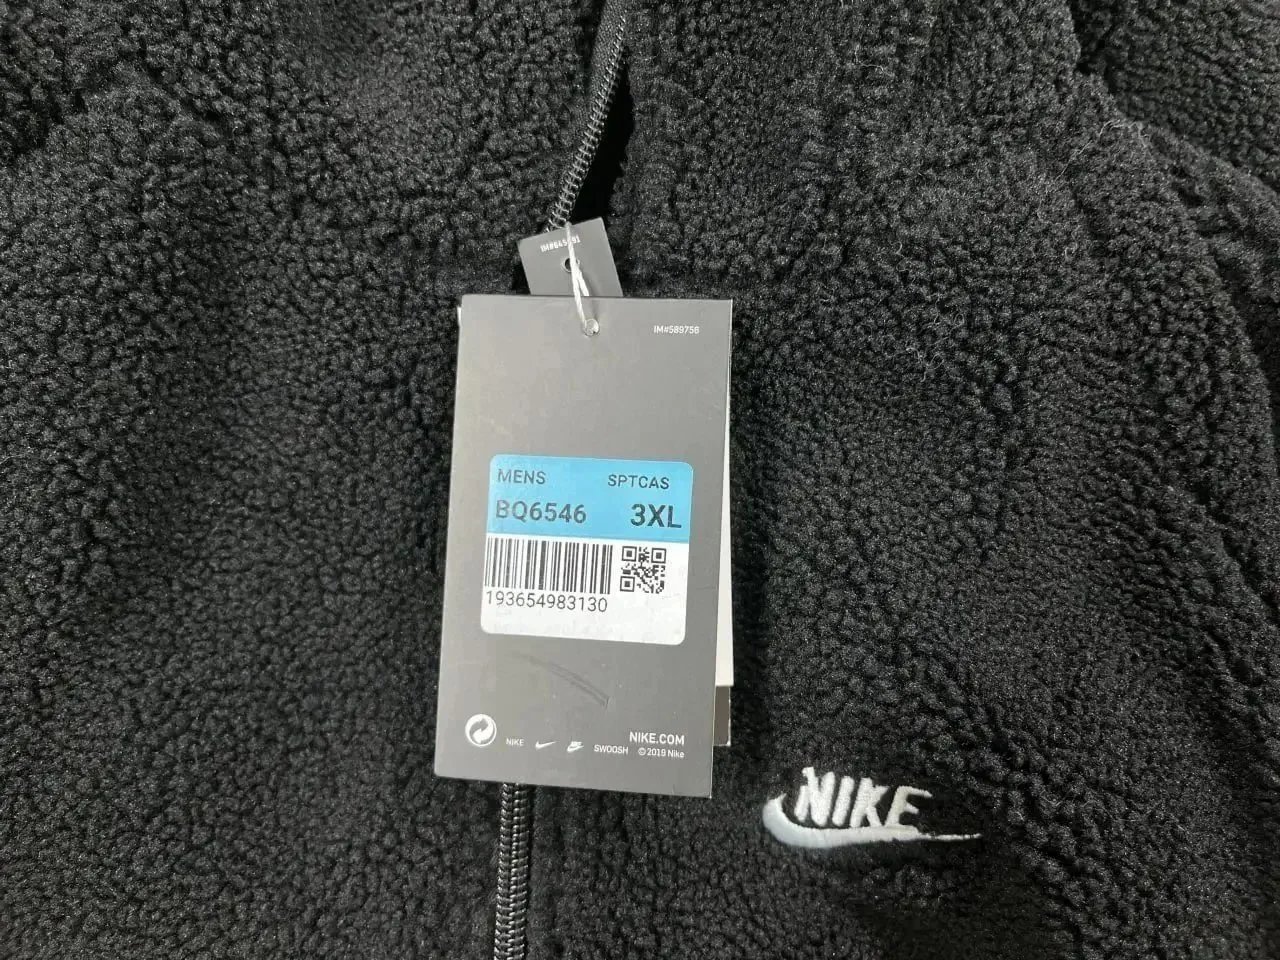 IM#589756
MENS SPTCAS
BQ6546 3XL
193654983130
NIKE.COM
NIKE SWOOSH © 2019 Nike
NIKE